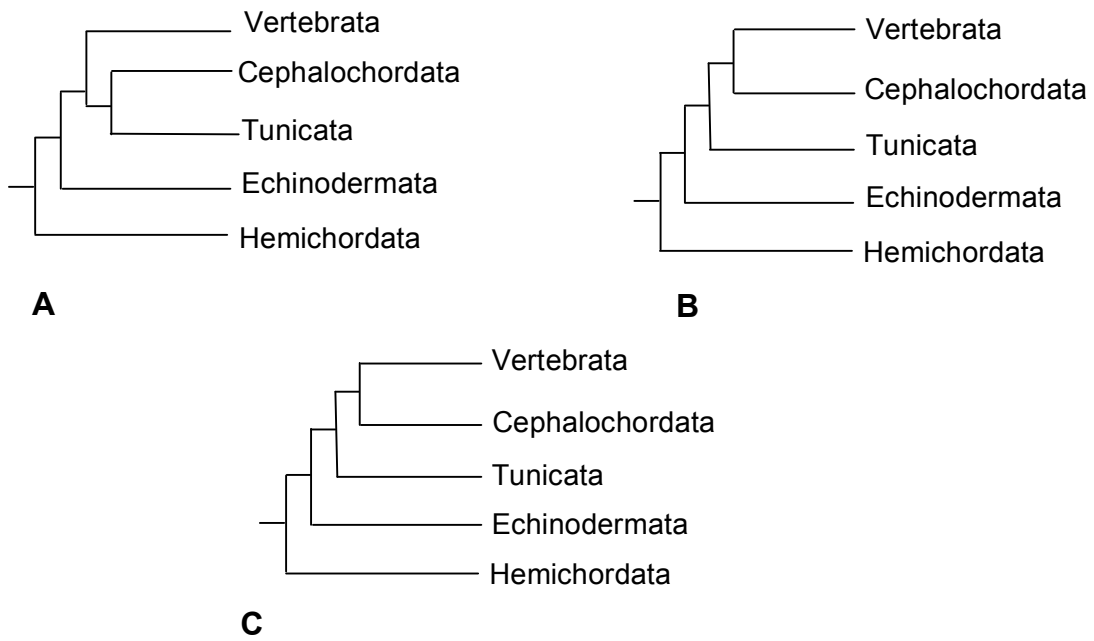 Vertebrata
Cephalochordata
Tunicata
Echinodermata
Hemichordata
A
Vertebrata
Cephalochordata
Tunicata
Echinodermata
Hemichordata
B
Vertebrata
Cephalochordata
Tunicata
Echinodermata
Hemichordata
C